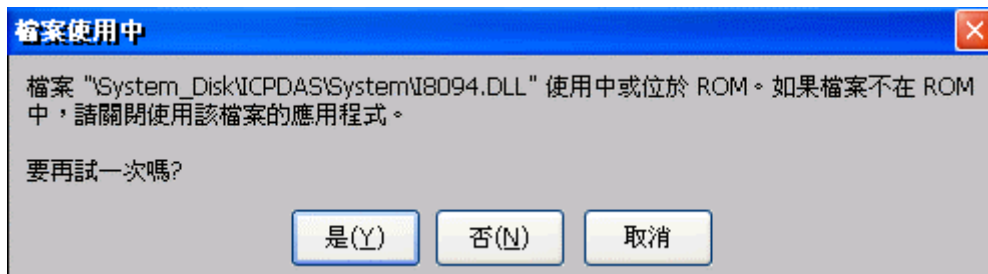 檔案使用中
檔案 "\System_Disk\ICPDAS\System\I8094.DLL" 使用中或位於 ROM。如果檔案不在 ROM
中，請關閉使用該檔案的應用程式。
要再試一次嗎?
是(Y) 否(N) 取消